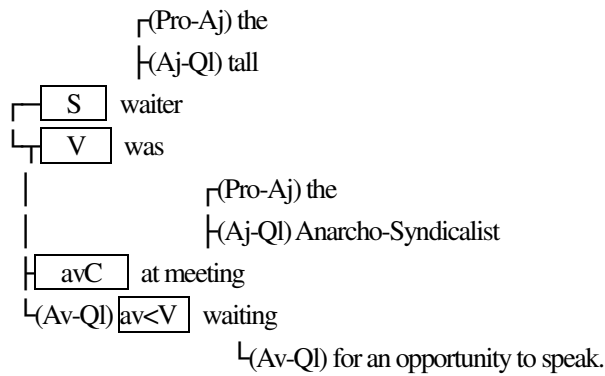 (Pro-Aj) the
(Aj-Ql) tall
S waiter
V was
(Pro-Aj) the
(Aj-Ql) Anarcho-Syndicalist
avC at meeting
(Av-Ql) av<V waiting
(Av-Ql) for an opportunity to speak.